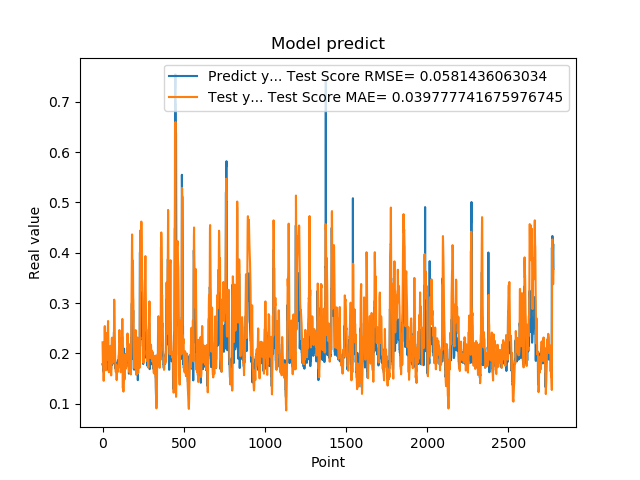 Model predict
Predict y... Test Score RMSE= 0.0581436063034
Test y... Test Score MAE= 0.039777741675976745
Real value
0.7
0.6
0.5
0.4
0.3
0.2
0.1
0 500 1000 1500 2000 2500
Point